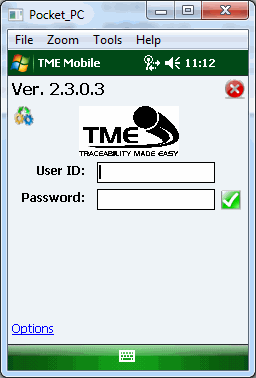 Pocket_PC
File Zoom Tools Help
TME Mobile 11:12
Ver. 2.3.0.3
TME
TRACEABILITY MADE EASY
User ID:
Password:
Options